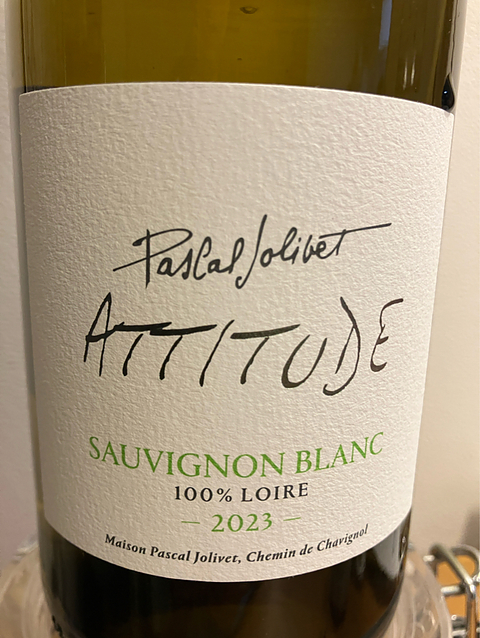 Pascal Jolivet
ATTITUDE
SAUVIGNON BLANC
100% LOIRE
– 2023 –
Maison Pascal Jolivet, Chemin de Chavignol